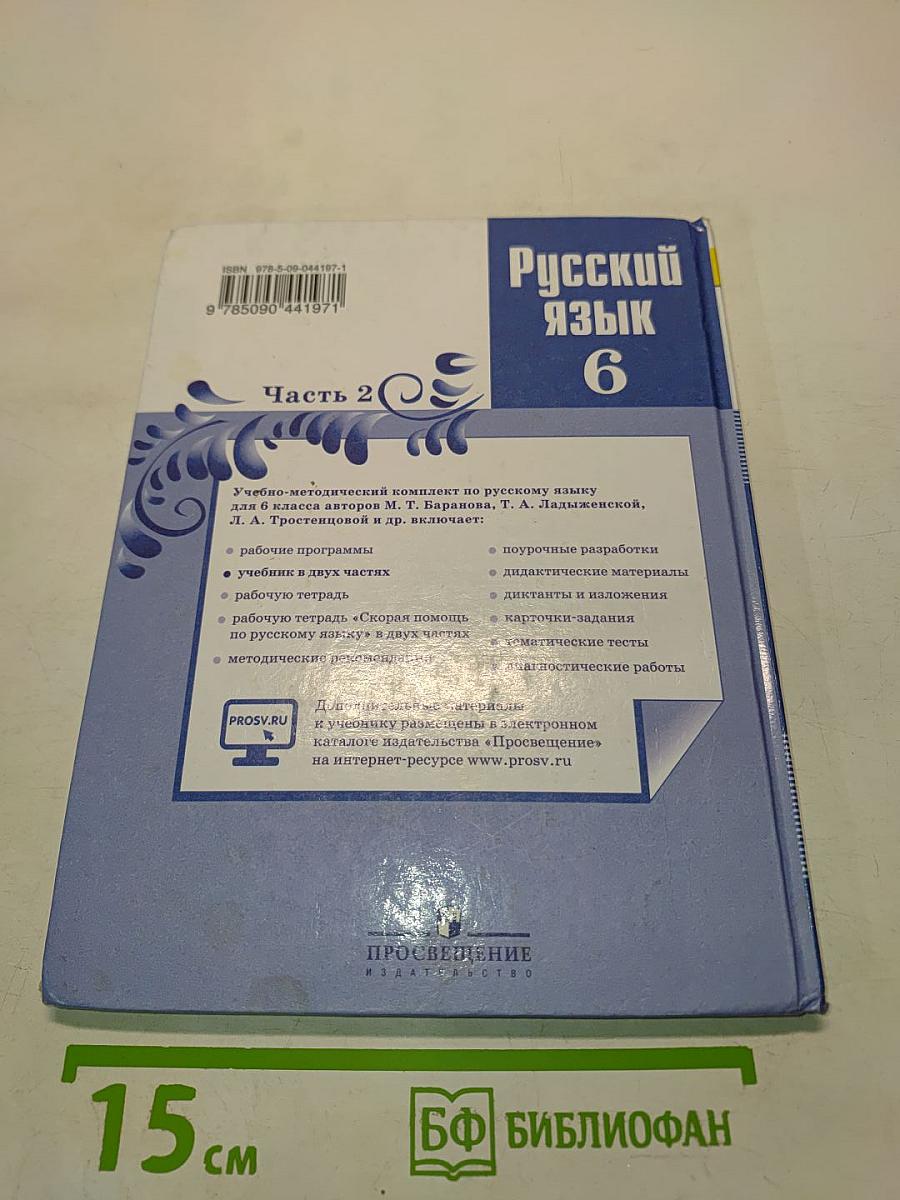 ISBN 978-5-09-044197-1
9 785090 441971
Русский
язык
6
Часть 2
Учебно-методический комплект по русскому языку
для 6 класса авторов М. Т. Баранова, Т. А. Ладыженской,
Л. А. Тростенцовой и др. включает:
рабочие программы
учебник в двух частях
рабочую тетрадь
рабочую тетрадь «Скорая помощь
по русскому языку» в двух частях
методические рекомендации
поурочные разработки
дидактические материалы
диктанты и изложения
карточки-задания
тематические тесты
диагностические работы
PROSV.RU
Дополнительные материалы
к учебнику размещены в электронном
каталоге издательства «Просвещение»
на интернет-ресурсе www.prosv.ru
ПРОСВЕЩЕНИЕ
ИЗДАТЕЛЬСТВО
15 см
БФ БИБЛИОФАН